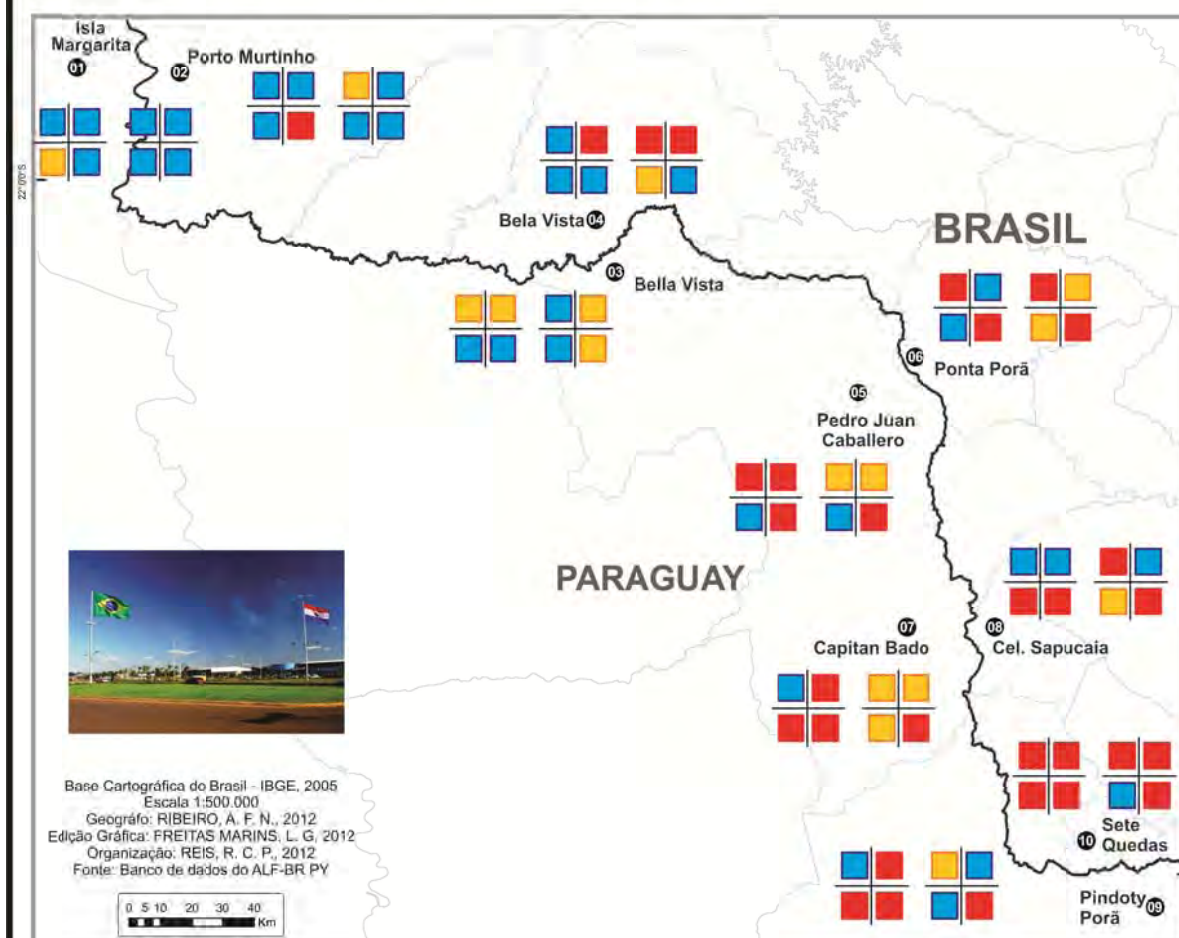 Isla
Margarita
01
02
Porto Murtinho
22°0'0"S
Bela Vista 04
03
Bella Vista
BRASIL
06
Ponta Porã
05
Pedro Juan
Caballero
PARAGUAY
07
Capitan Bado
08
Cel. Sapucaia
10
Sete
Quedas
Pindoty
Porã
09
Base Cartográfica do Brasil - IBGE, 2005
Escala 1:500.000
Geográfo: RIBEIRO, A. F. N., 2012
Edição Gráfica: FREITAS MARINS, L. G, 2012
Organização: REIS, R. C. P., 2012
Fonte: Banco de dados do ALF-BR PY
0 5 10 20 30 40
Km